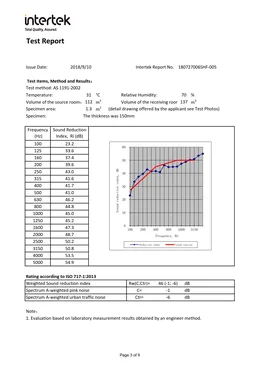 intertek
Total Quality. Assured.
Test Report
Issue Date: 2018/9/10 Intertek Report No. 180727006SHF-005
Test Items, Method and Results:
Test method: AS 1191-2002
Temperature: 31 ℃ Relative Humidity: 70 %
Volume of the source room: 112 m³ Volume of the receiving room 137 m³
Specimen area: 1.3 m² (detail drawing offered by the applicant see Test Photos)
Specimen: The thickness was 150mm
Frequency Sound Reduction
(Hz) Index, Ri (dB)
100 23.2
125 33.6
160 37.4
200 39.6
250 43.0
315 41.6
400 41.7
500 41.0
630 46.2
800 44.8
1000 45.0
1250 45.2
1600 47.3
2000 48.7
2500 50.2
3150 50.8
4000 53.5
5000 54.9
Rating according to ISO 717-1:2013
Weighted Sound reduction index Rw(C,Ctr)= 46 (-1; -6) dB
Spectrum A-weighted pink noise C= -1 dB
Spectrum A-weighted urban traffic noise Ctr= -6 dB
Note:
1. Evaluation based on laboratory measurement results obtained by an engineer method.
Page 3 of 9